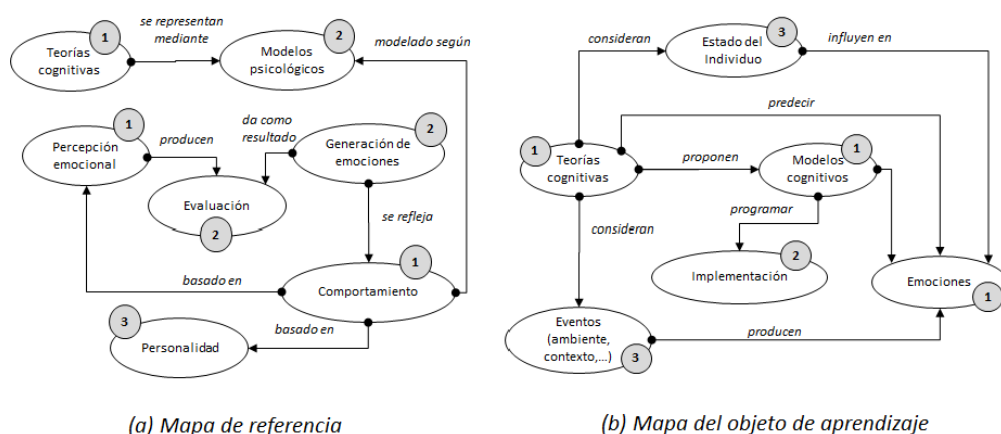 se representan
mediante
1
Teorías
cognitivas
2
Modelos
psicológicos
modelado según
1
Percepción
emocional
producen
da como
resultado
2
Generación de
emociones
Evaluación
2
se refleja
1
Comportamiento
basado en
basado en
3
Personalidad
(a) Mapa de referencia
consideran
3
Estado del
Individuo
influyen en
predecir
1
Teorías
cognitivas
proponen
1
Modelos
cognitivos
programar
consideran
2
Implementación
Emociones
1
Eventos
(ambiente,
contexto,...)
3
producen
(b) Mapa del objeto de aprendizaje